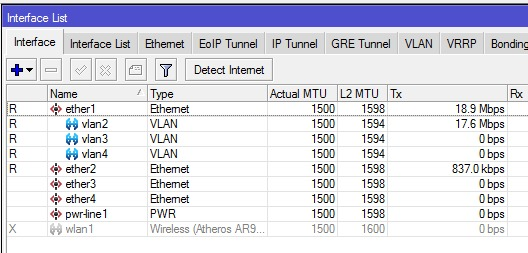 Interface List
Interface Interface List Ethernet EoIP Tunnel IP Tunnel GRE Tunnel VLAN VRRP Bonding
Detect Internet
Name Type Actual MTU L2 MTU Tx Rx
R ether1 Ethernet 1500 1598 18.9 Mbps
R vlan2 VLAN 1500 1594 17.6 Mbps
R vlan3 VLAN 1500 1594 0 bps
R vlan4 VLAN 1500 1594 0 bps
R ether2 Ethernet 1500 1598 837.0 kbps
ether3 Ethernet 1500 1598 0 bps
ether4 Ethernet 1500 1598 0 bps
pwr-line1 PWR 1500 1598 0 bps
X wlan1 Wireless (Atheros AR9... 1500 1600 0 bps